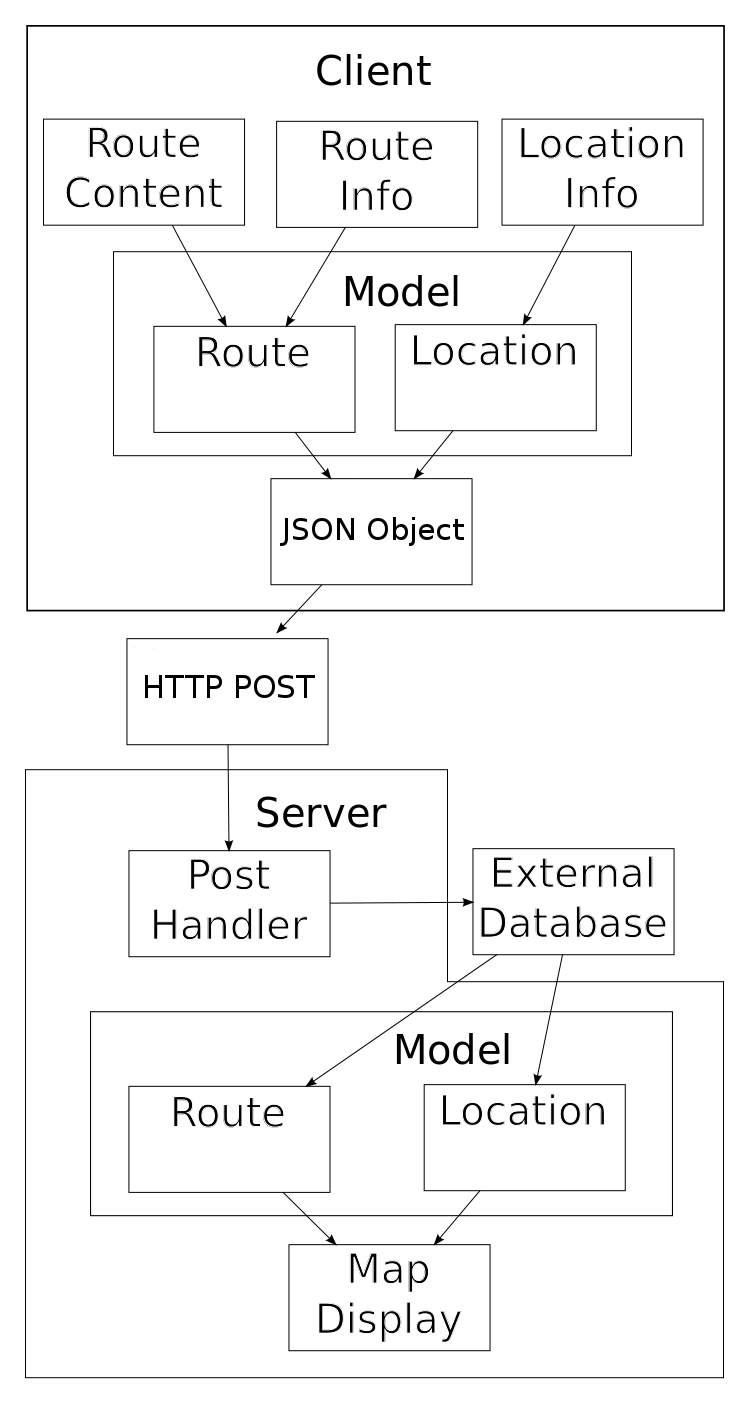 Client
Route
Content
Route
Info
Location
Info
Model
Route
Location
JSON Object
HTTP POST
Server
Post
Handler
External
Database
Model
Route
Location
Map
Display